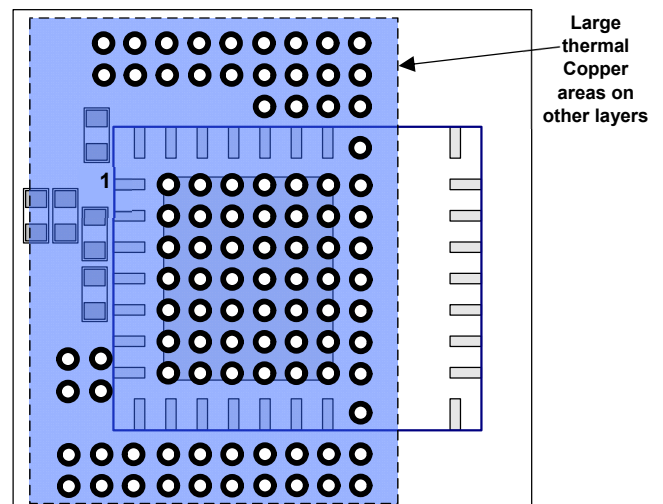 Large
thermal
Copper
areas on
other layers
1